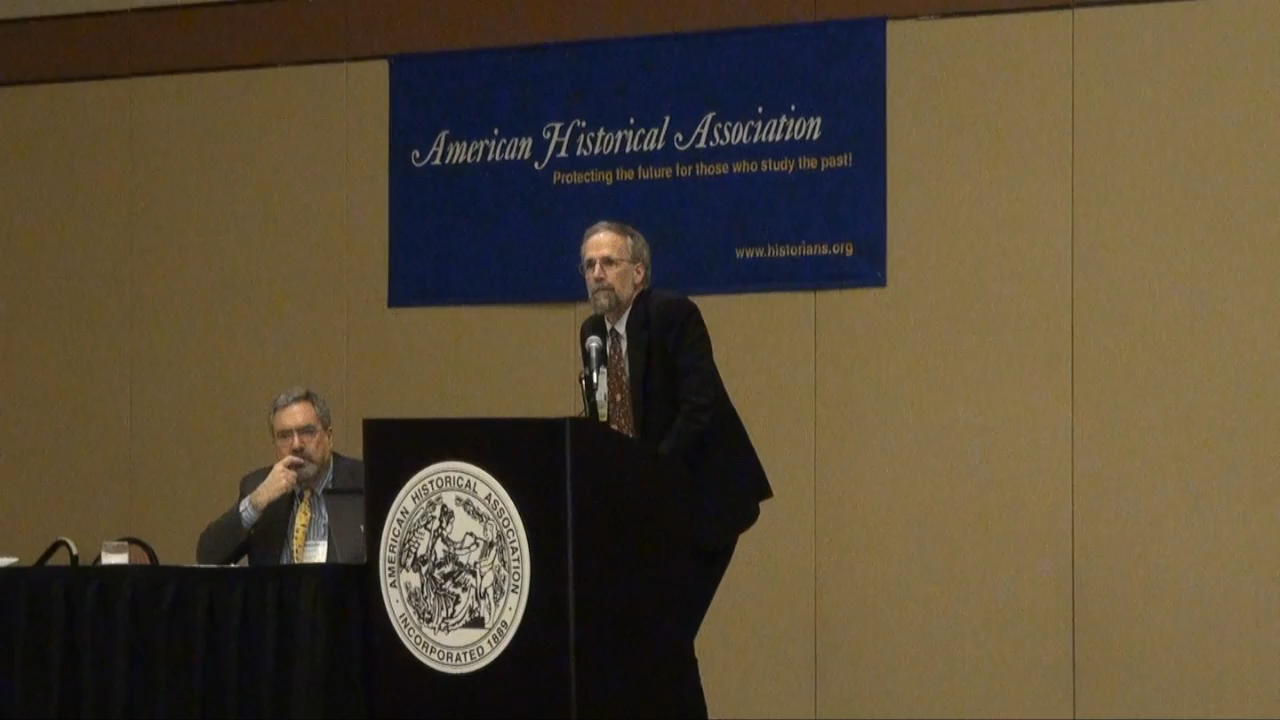 American Historical Association
Protecting the future for those who study the past!
www.historians.org
AMERICAN HISTORICAL ASSOCIATION
INCORPORATED 1889